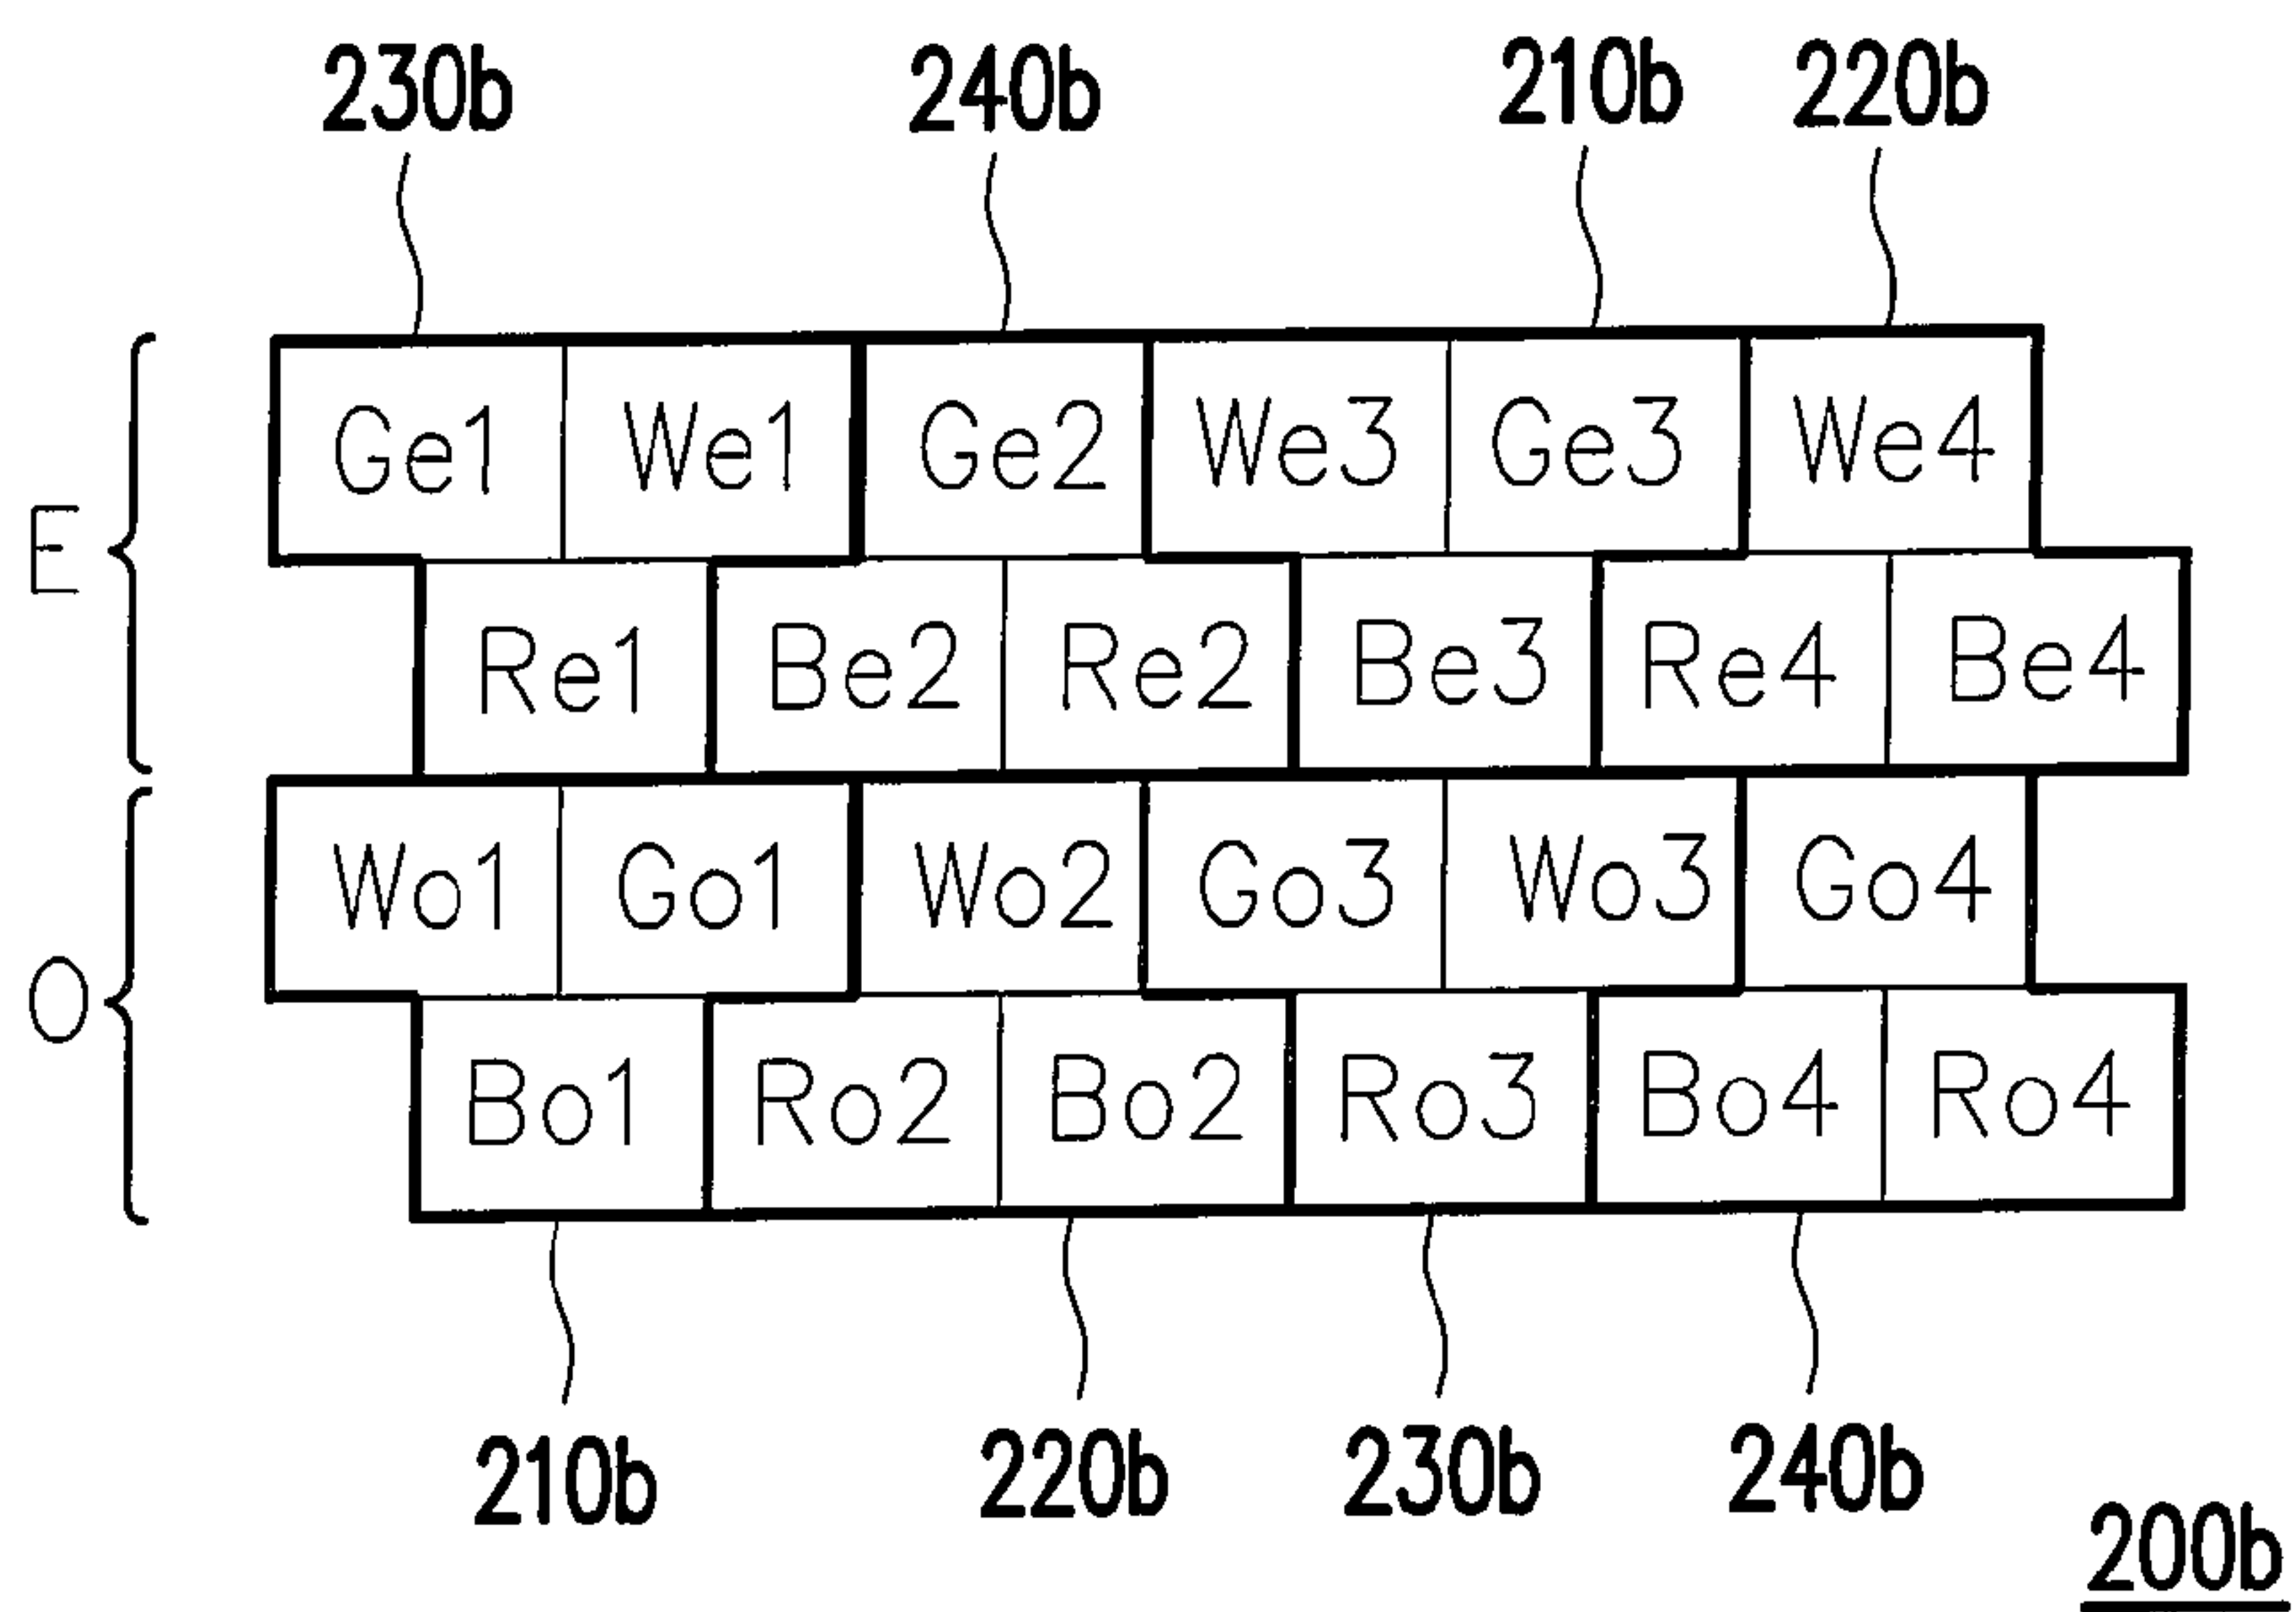 230b 240b 210b 220b
Ge1 We1 Ge2 We3 Ge3 We4
E
Re1 Be2 Re2 Be3 Re4 Be4
Wo1 Go1 Wo2 Go3 Wo3 Go4
O
Bo1 Ro2 Bo2 Ro3 Bo4 Ro4
210b 220b 230b 240b
200b